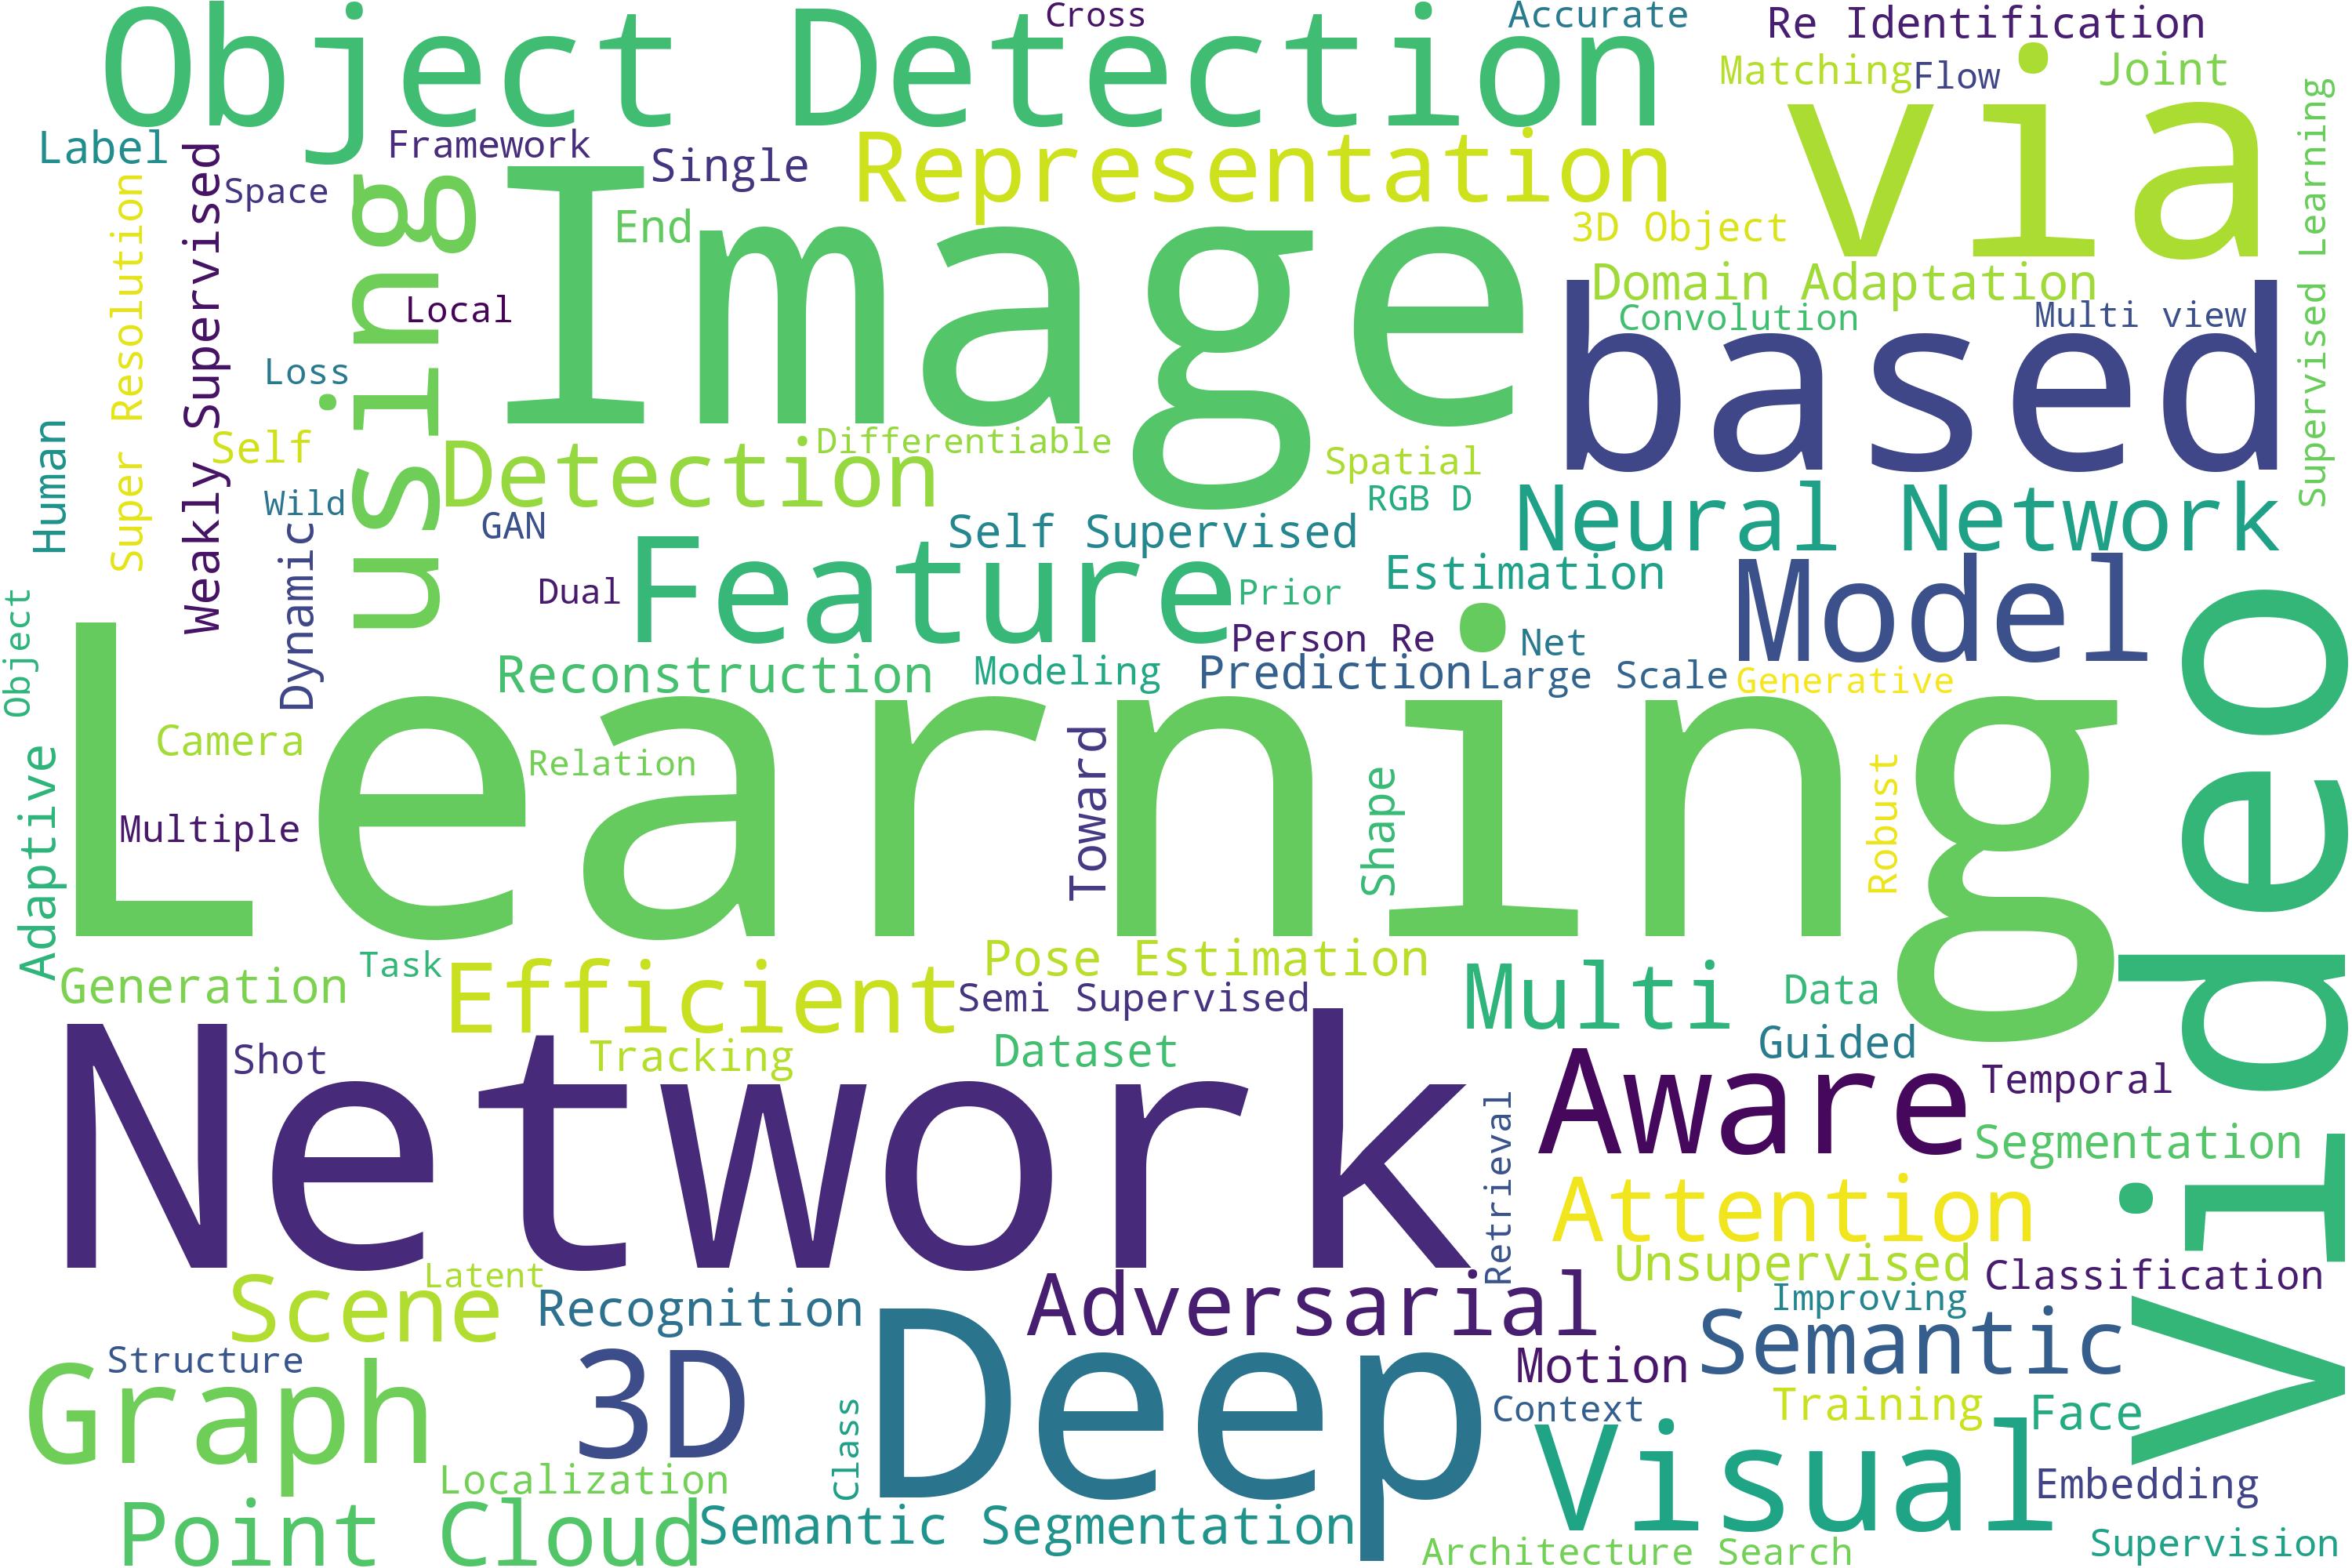 Cross
Accurate
Re Identification
Object Detection
Matching
Flow
Joint
via
Label
Framework
Single
Representation
Supervised Learning
Space
Super Resolution
Weakly Supervised
using
Image
End
3D Object
Domain Adaptation
Local
Convolution
Multi view
based
Loss
Human
Self
Detection
Differentiable
Spatial
Wild
GAN
RGB D
Neural Network
Self Supervised
Dynamic
Feature
Dual
Prior
Estimation
Model
Object
Person Re
Net
Reconstruction
Modeling
Prediction
Large Scale
Generative
Video
Learning
Camera
Relation
Toward
Shape
Robust
Adaptive
Multiple
Pose Estimation
Generation
Task
Efficient
Semi Supervised
Multi
Data
Network
Shot
Tracking
Dataset
Guided
Aware
Temporal
Retrieval
Segmentation
Attention
Unsupervised
Classification
Scene
Latent
Recognition
Adversarial
Improving
Semantic
Structure
Graph
3D
Deep
Motion
Context
Training
Face
Class
Visual
Localization
Embedding
Point Cloud
Semantic Segmentation
Architecture Search
Supervision